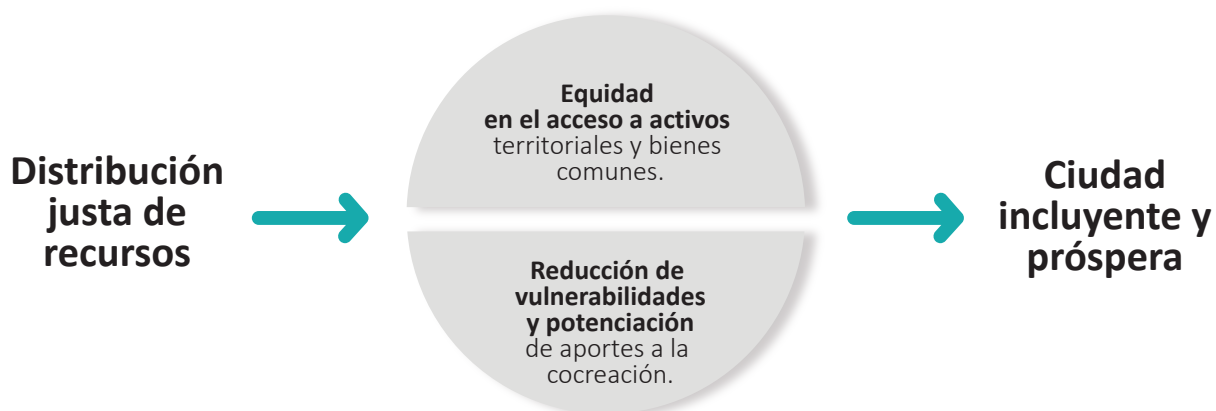 Distribución
justa de
recursos
Equidad
en el acceso a activos
territoriales y bienes
comunes.
Reducción de
vulnerabilidades
y potenciación
de aportes a la
cocreación.
Ciudad
incluyente y
próspera